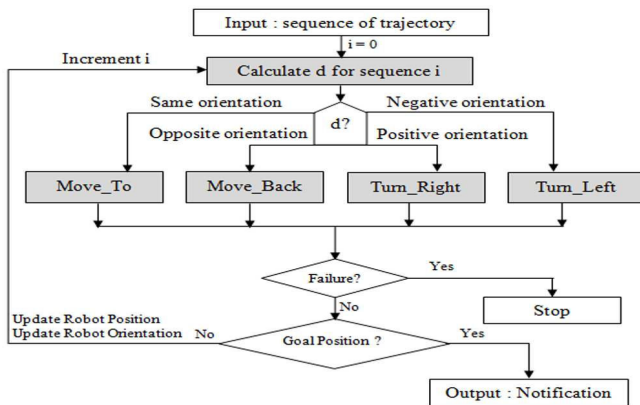 Input : sequence of trajectory
i = 0
Increment i
Calculate d for sequence i
Same orientation
Negative orientation
d?
Opposite orientation
Positive orientation
Move_To
Move_Back
Turn_Right
Turn_Left
Failure?
Yes
Stop
No
Update Robot Position
Update Robot Orientation
No
Goal Position ?
Yes
Output : Notification